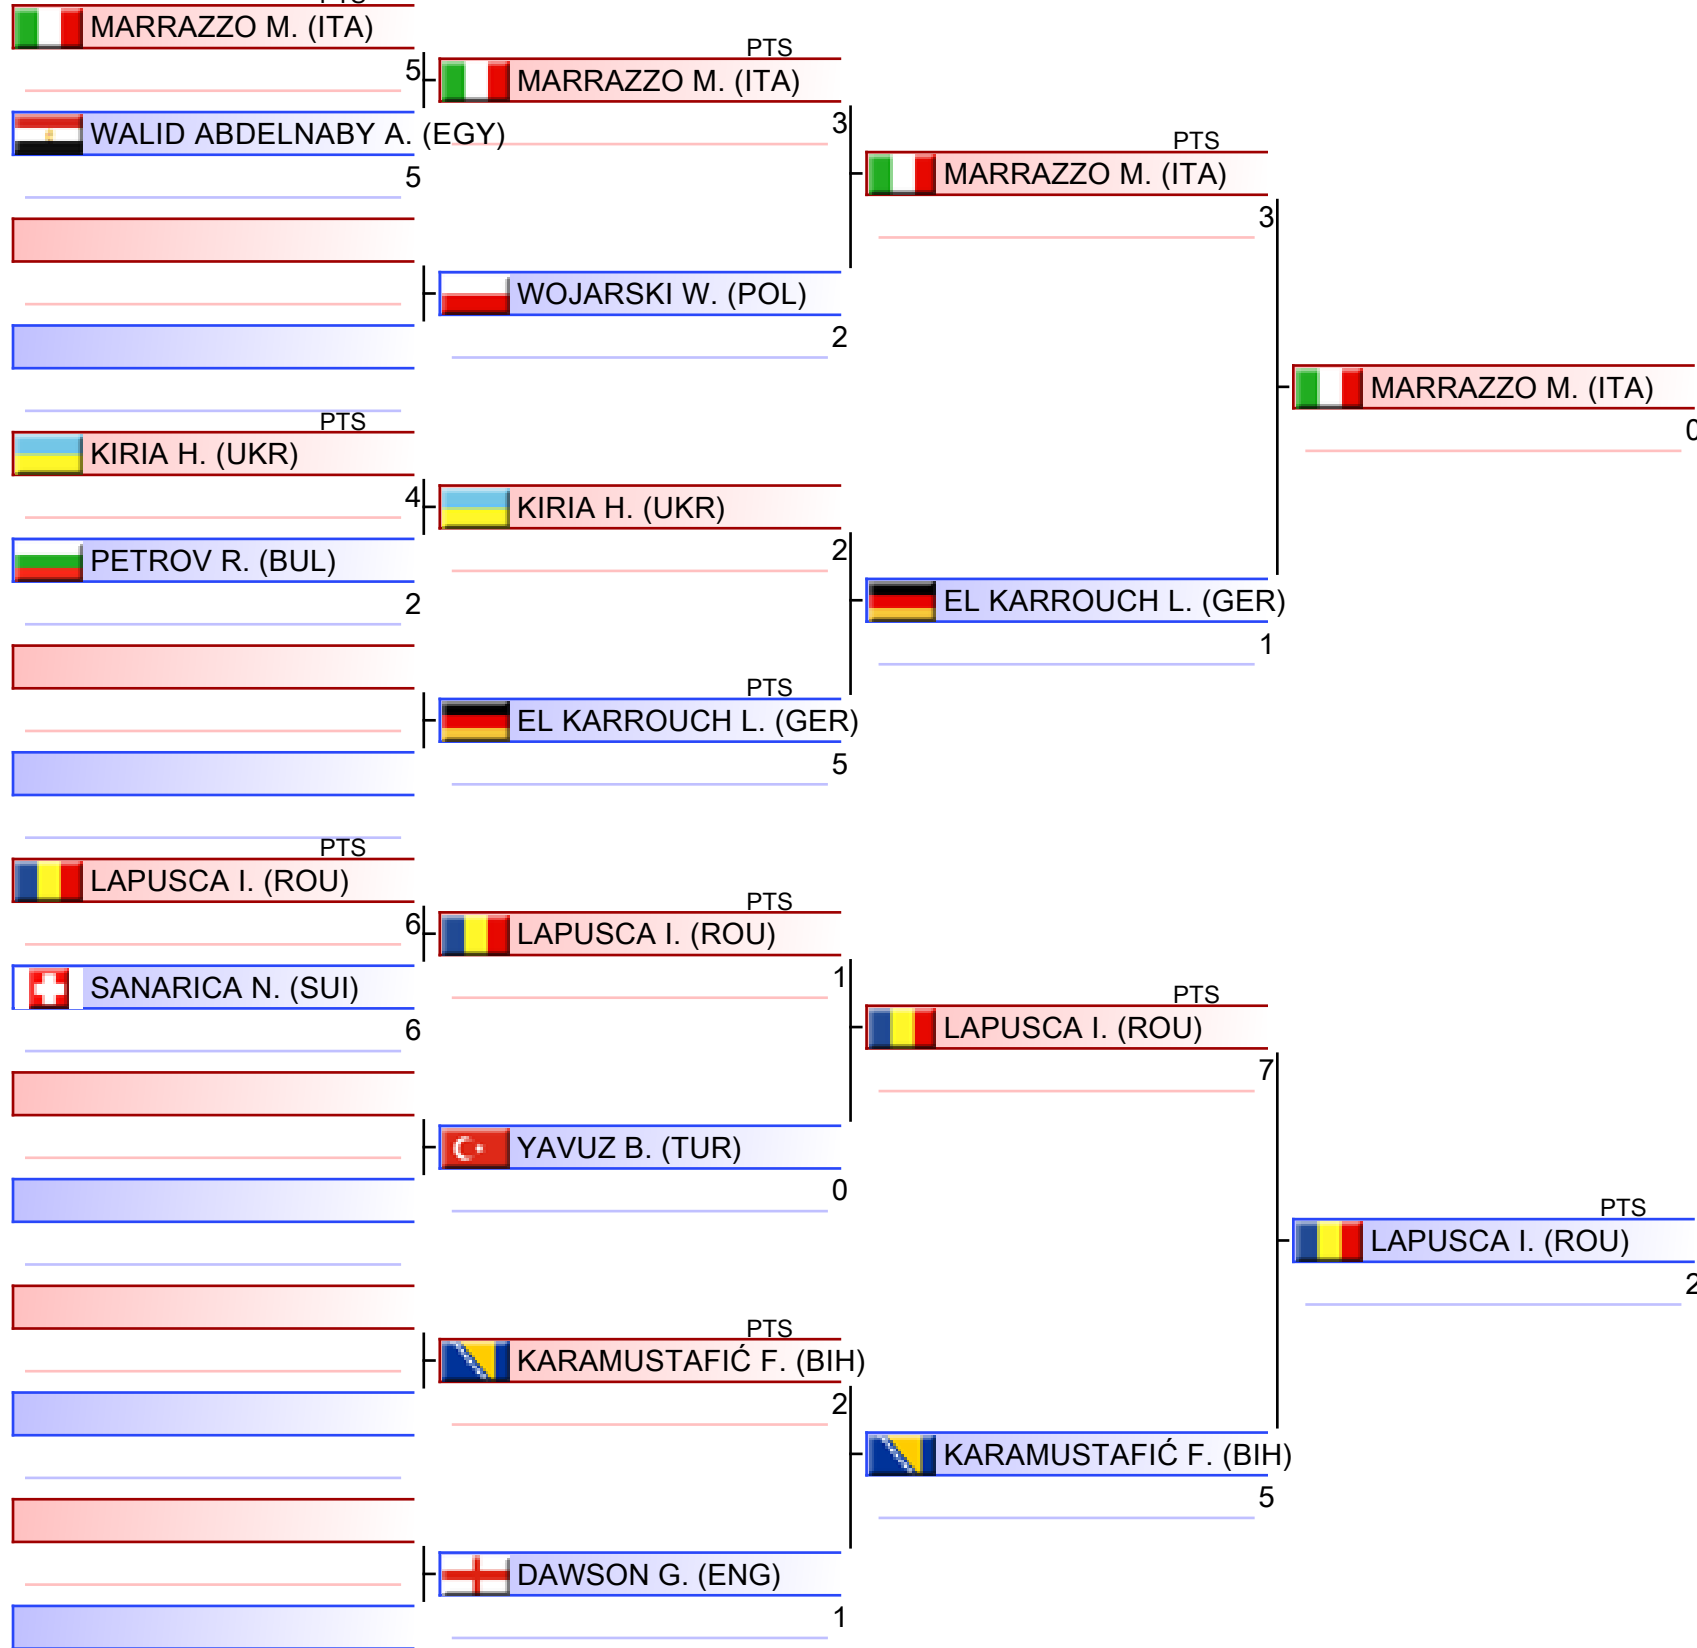 PTS
MARRAZZO M. (ITA)
5
WALID ABDELNABY A. (EGY)
5
PTS
KIRIA H. (UKR)
4
PETROV R. (BUL)
2
PTS
LAPUSCA I. (ROU)
6
SANARICA N. (SUI)
6
PTS
MARRAZZO M. (ITA)
3
WOJARSKI W. (POL)
2
KIRIA H. (UKR)
2
PTS
EL KARROUCH L. (GER)
5
PTS
LAPUSCA I. (ROU)
1
YAVUZ B. (TUR)
0
PTS
KARAMUSTAFIĆ F. (BIH)
2
DAWSON G. (ENG)
1
PTS
MARRAZZO M. (ITA)
3
EL KARROUCH L. (GER)
1
PTS
LAPUSCA I. (ROU)
7
KARAMUSTAFIĆ F. (BIH)
5
MARRAZZO M. (ITA)
0
PTS
LAPUSCA I. (ROU)
2